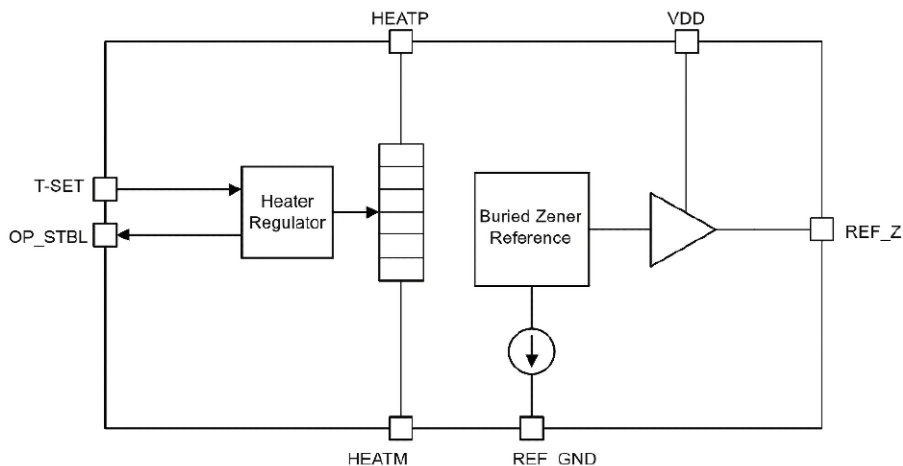 HEATP
VDD
T-SET
OP_STBL
Heater
Regulator
Buried Zener
Reference
REF_Z
HEATM
REF_GND